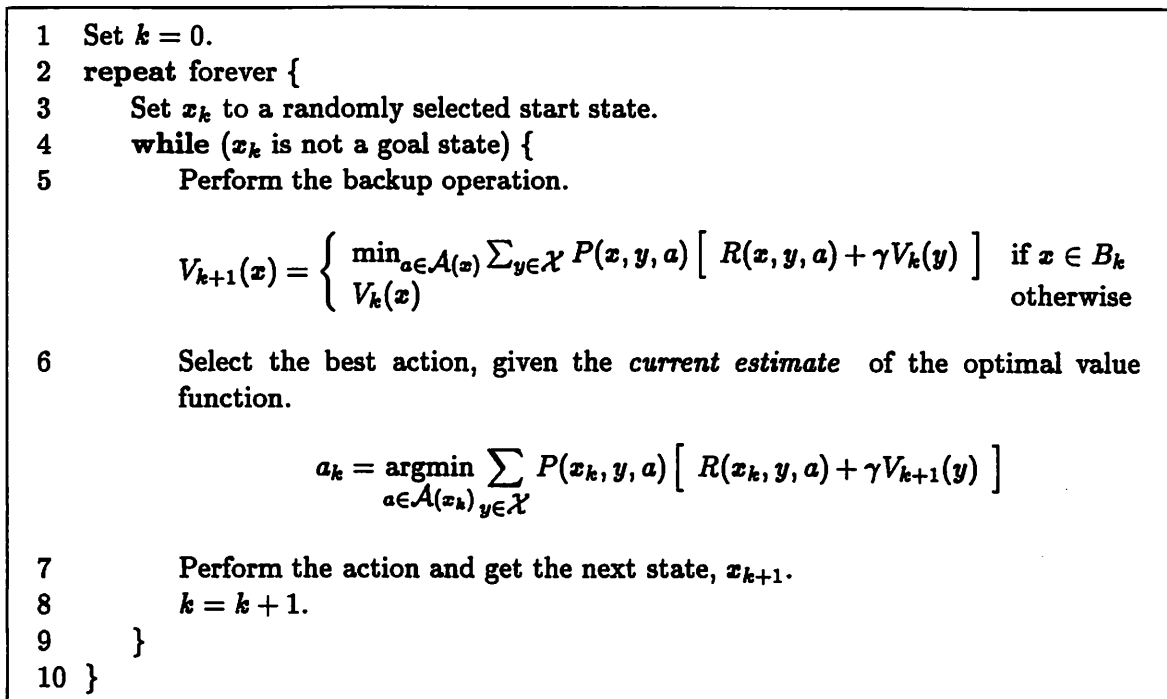 1 Set k = 0.
2 repeat forever {
3 Set x_k to a randomly selected start state.
4 while (x_k is not a goal state) {
5 Perform the backup operation.
V_{k+1}(x) = { min_{a∈𝒜(x)} ∑_{y∈𝒳} P(x, y, a) [ R(x, y, a) + γV_k(y) ] if x ∈ B_k
V_k(x) otherwise
6 Select the best action, given the current estimate of the optimal value
function.
a_k = argmin_{a∈𝒜(x_k)} ∑_{y∈𝒳} P(x_k, y, a) [ R(x_k, y, a) + γV_{k+1}(y) ]
7 Perform the action and get the next state, x_{k+1}.
8 k = k + 1.
9 }
10 }